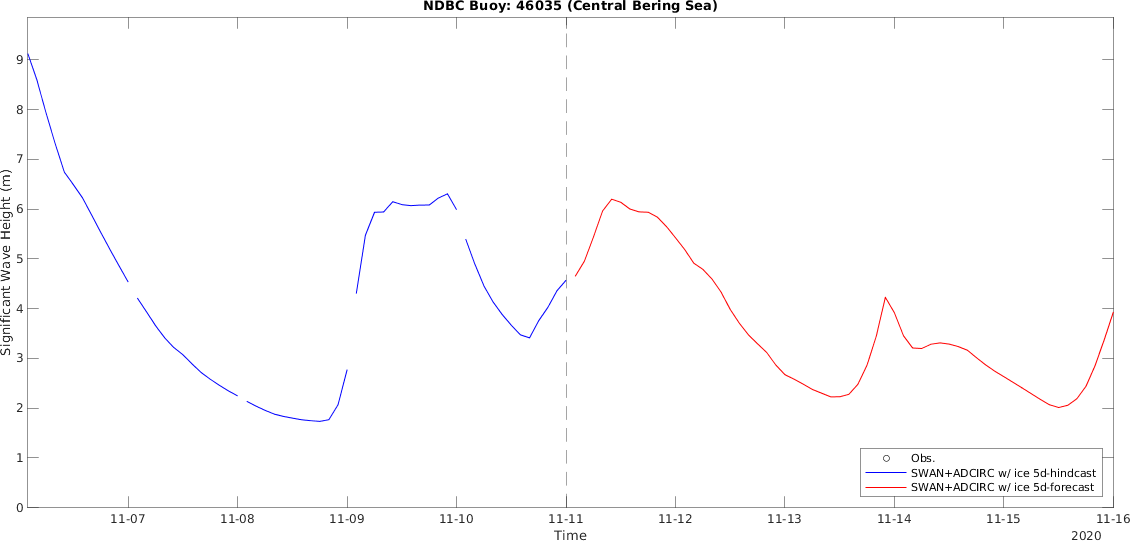 NDBC Buoy: 46035 (Central Bering Sea)
Significant Wave Height (m)
9
8
7
6
5
4
3
2
1
0
Obs.
SWAN+ADCIRC w/ ice 5d-hindcast
SWAN+ADCIRC w/ ice 5d-forecast
11-07 11-08 11-09 11-10 11-11 11-12 11-13 11-14 11-15 11-16
Time
2020